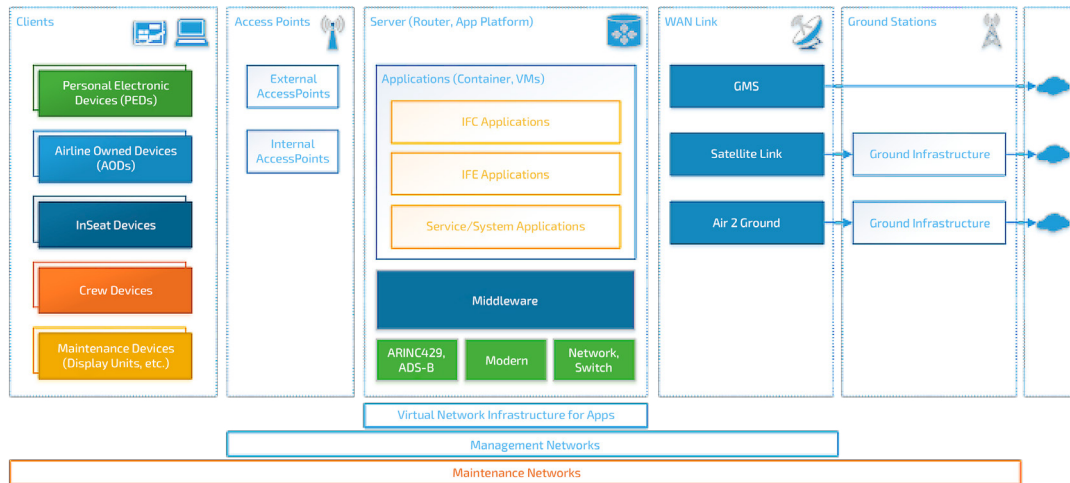 Clients
Access Points
Server (Router, App Platform)
WAN Link
Ground Stations
Personal Electronic
Devices (PEDs)
Airline Owned Devices
(AODs)
InSeat Devices
Crew Devices
Maintenance Devices
(Display Units, etc.)
External
AccessPoints
Internal
AccessPoints
Applications (Container, VMs)
IFC Applications
IFE Applications
Service/System Applications
Middleware
ARINC429,
ADS-B
Modern
Network,
Switch
GMS
Satellite Link
Air 2 Ground
Ground Infrastructure
Ground Infrastructure
Virtual Network Infrastructure for Apps
Management Networks
Maintenance Networks